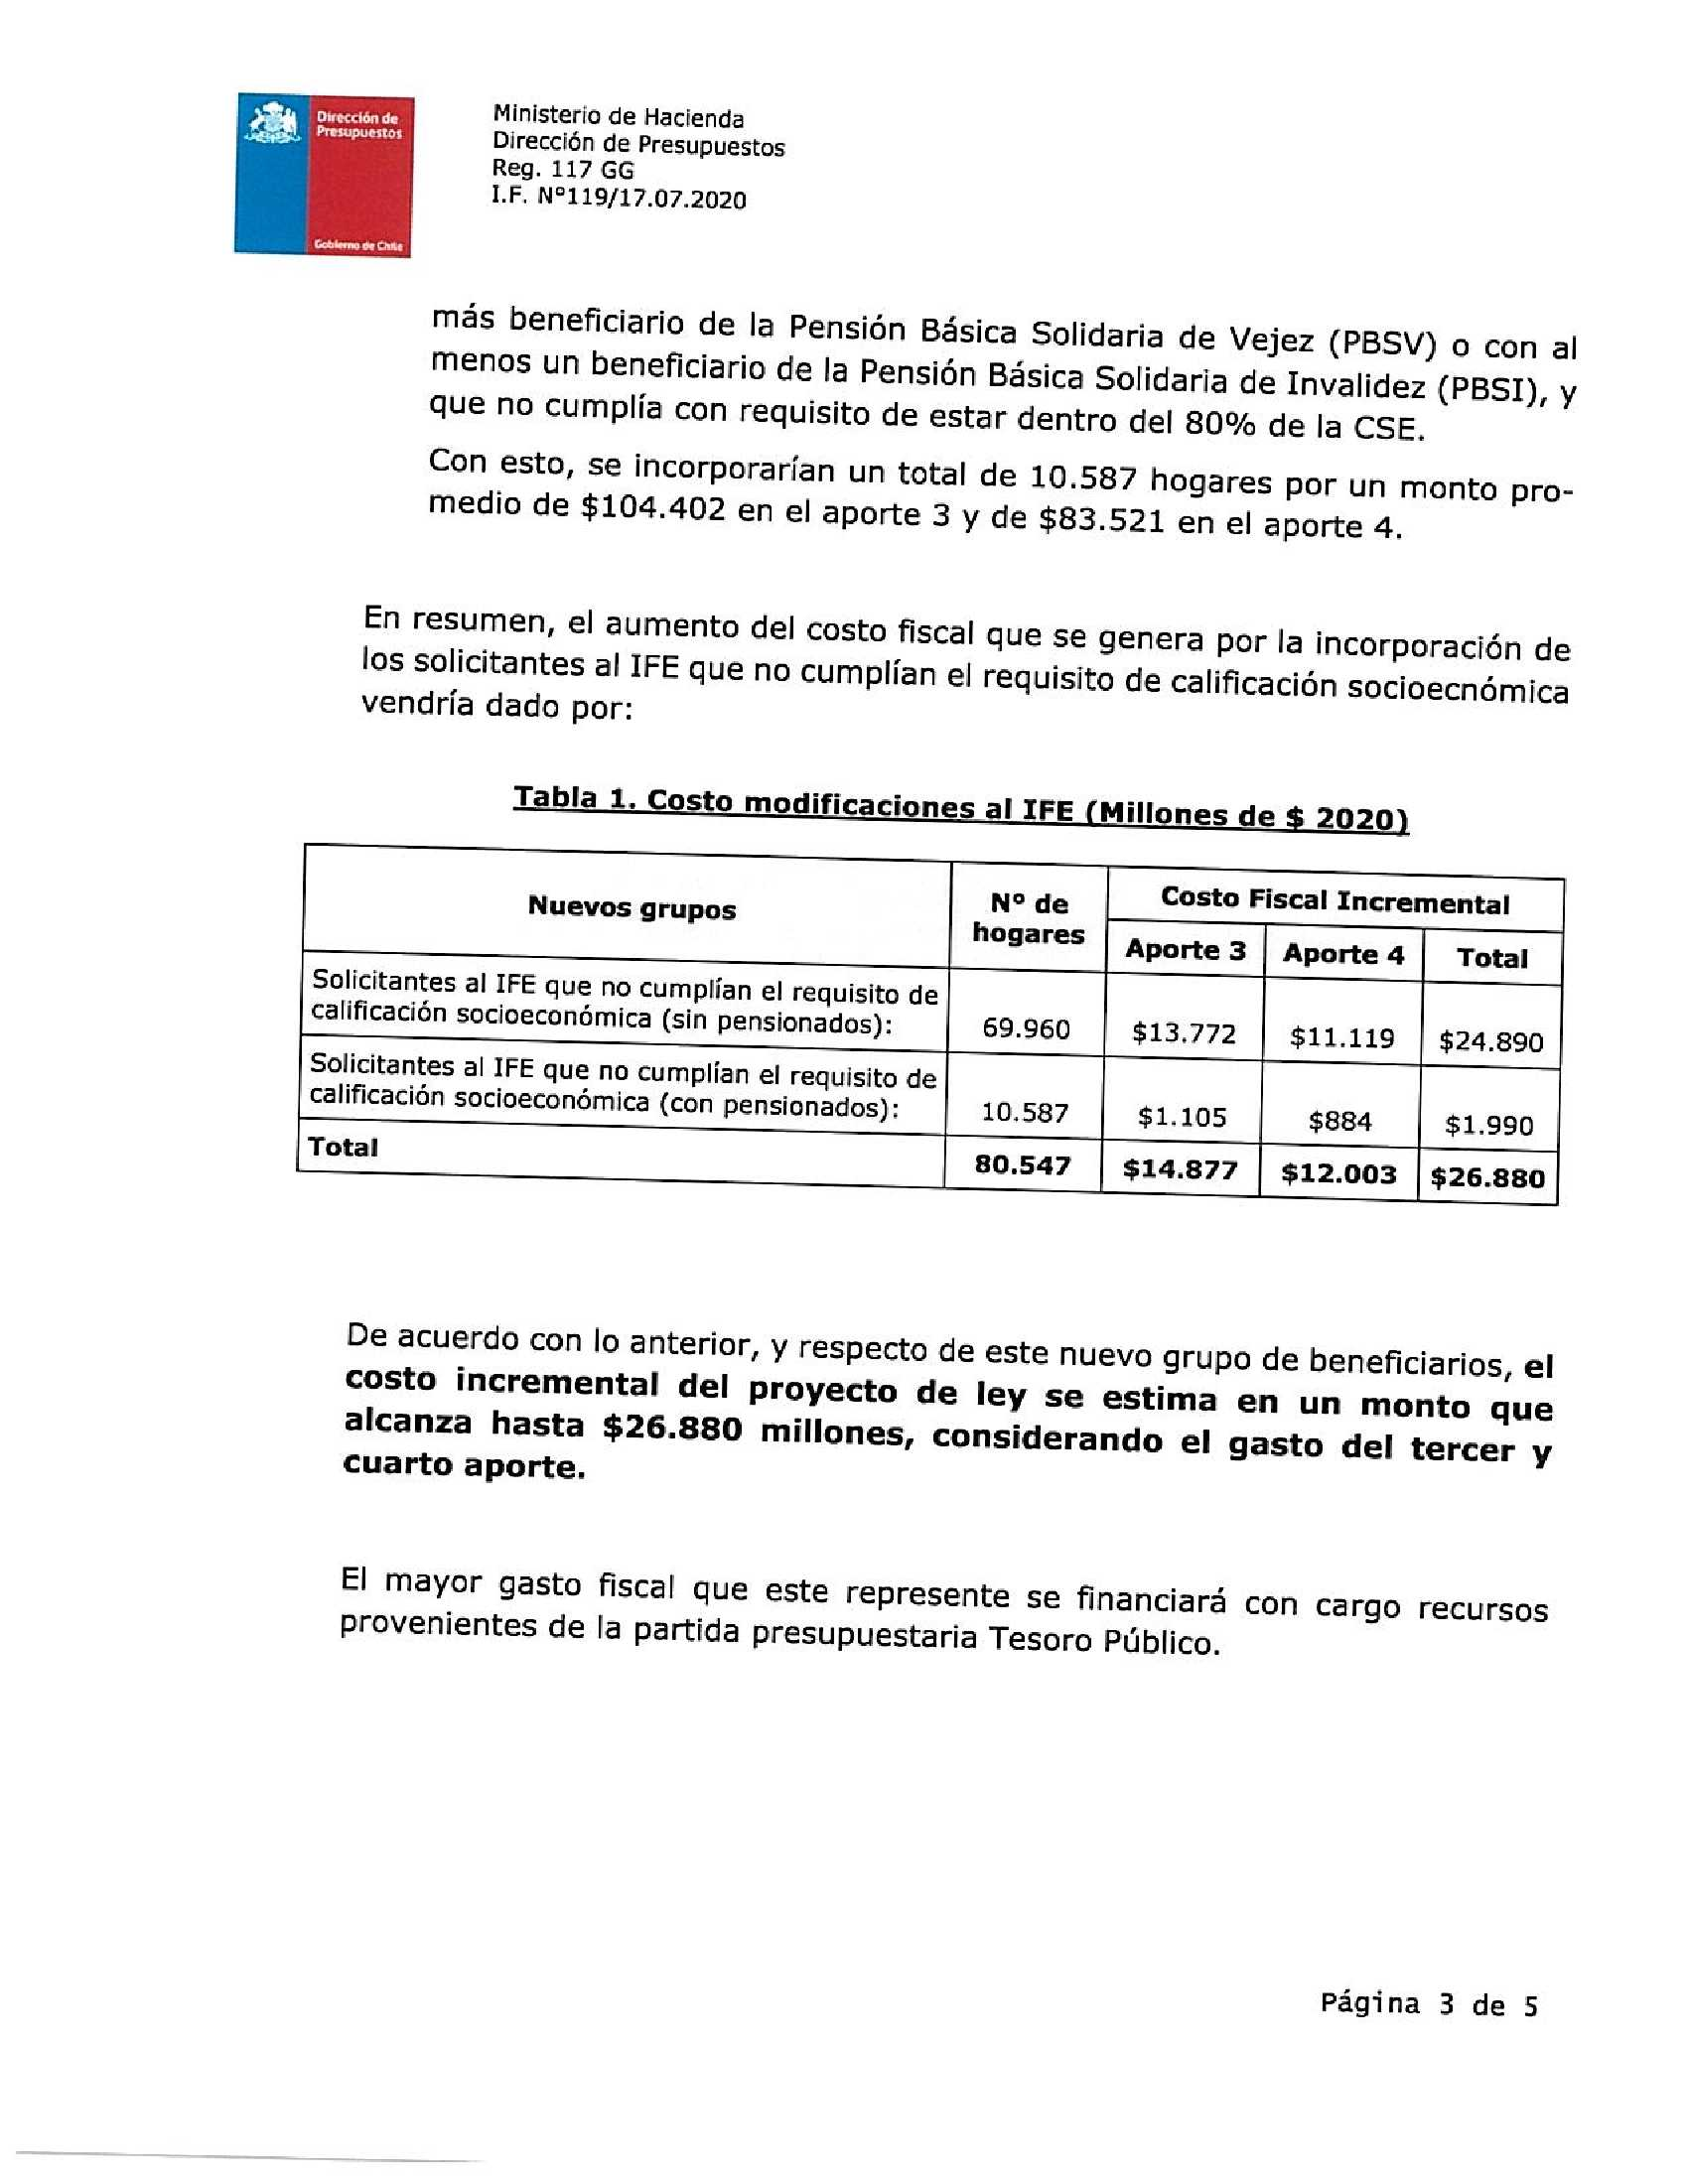 Dirección de
Presupuestos
Gobierno de Chile
Ministerio de Hacienda
Dirección de Presupuestos
Reg. 117 GG
I.F. Nº119/17.07.2020
más beneficiario de la Pensión Básica Solidaria de Vejez (PBSV) o con al
menos un beneficiario de la Pensión Básica Solidaria de Invalidez (PBSI), y
que no cumplía con requisito de estar dentro del 80% de la CSE.
Con esto, se incorporarían un total de 10.587 hogares por un monto pro-
medio de $104.402 en el aporte 3 y de $83.521 en el aporte 4.
En resumen, el aumento del costo fiscal que se genera por la incorporación de
los solicitantes al IFE que no cumplían el requisito de calificación socioecnómica
vendría dado por:
Tabla 1. Costo modificaciones al IFE (Millones de $ 2020)
Nuevos grupos
Nº de
hogares
Costo Fiscal Incremental
Aporte 3 Aporte 4 Total
Solicitantes al IFE que no cumplían el requisito de
calificación socioeconómica (sin pensionados):
69.960 $13.772 $11.119 $24.890
Solicitantes al IFE que no cumplían el requisito de
calificación socioeconómica (con pensionados):
10.587 $1.105 $884 $1.990
Total 80.547 $14.877 $12.003 $26.880
De acuerdo con lo anterior, y respecto de este nuevo grupo de beneficiarios, el
costo incremental del proyecto de ley se estima en un monto que
alcanza hasta $26.880 millones, considerando el gasto del tercer y
cuarto aporte.
El mayor gasto fiscal que este represente se financiará con cargo recursos
provenientes de la partida presupuestaria Tesoro Público.
Página 3 de 5